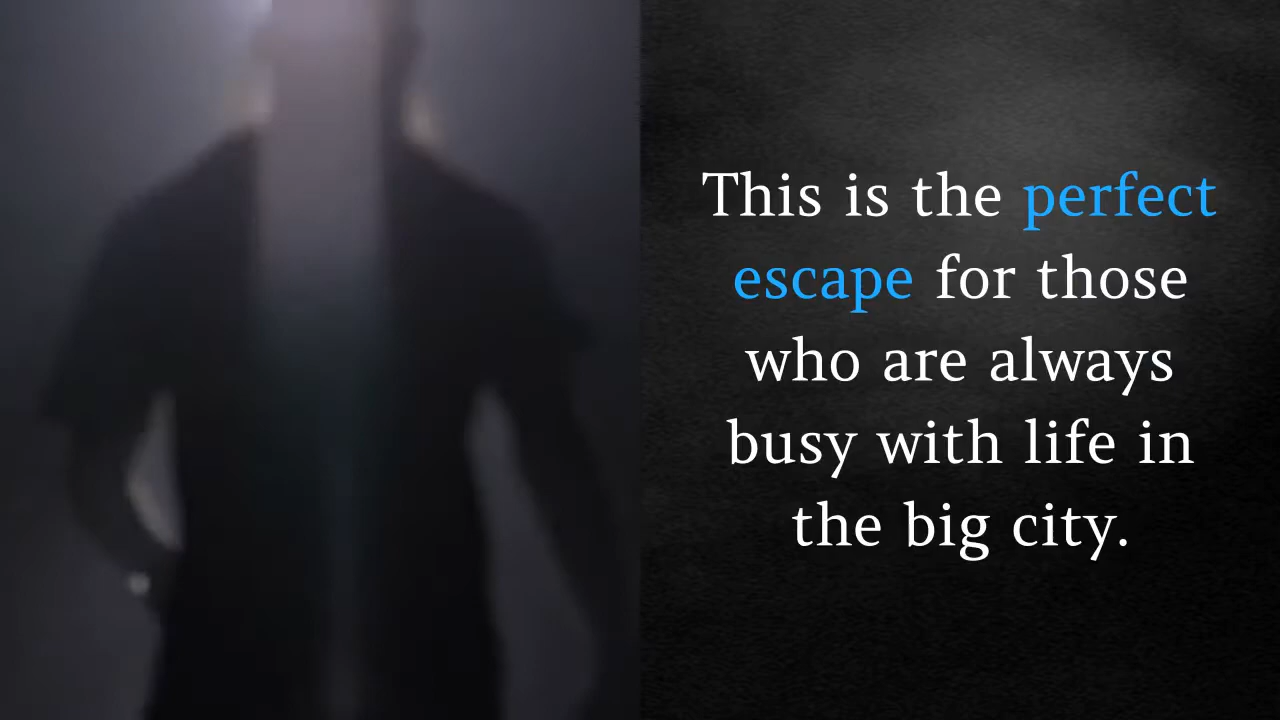 This is the perfect
escape for those
who are always
busy with life in
the big city.